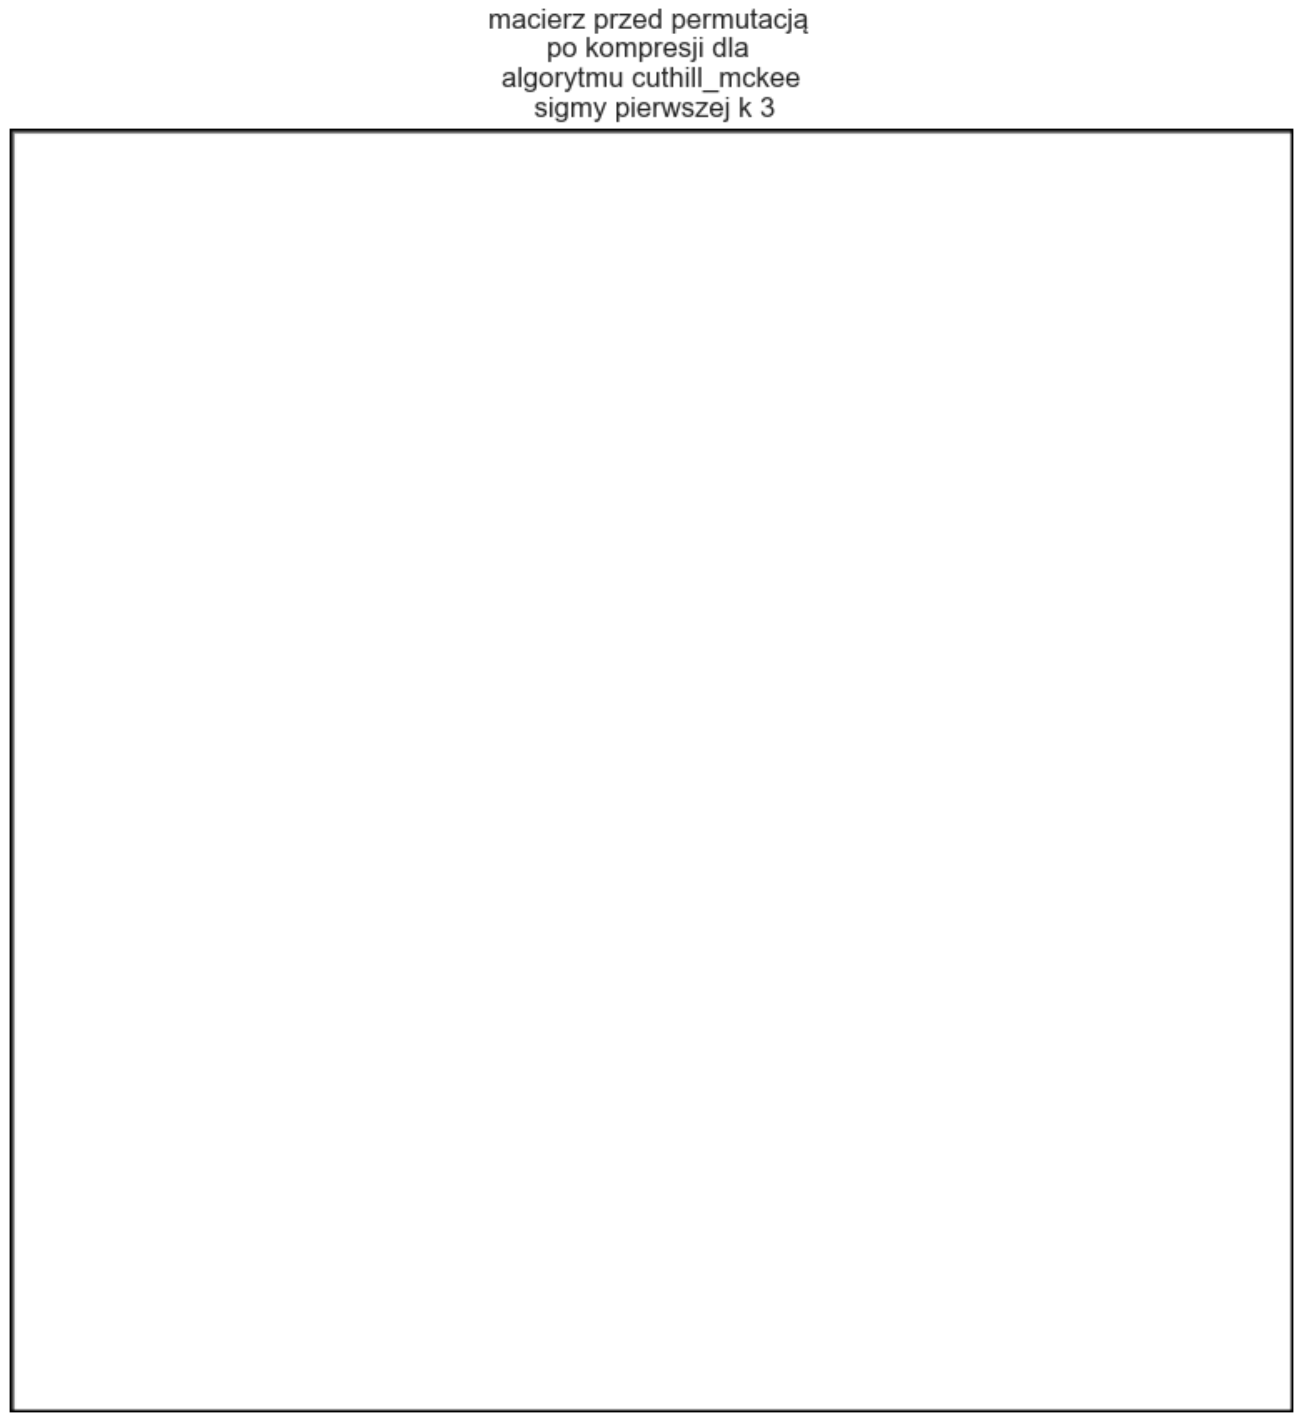 macierz przed permutacją
po kompresji dla
algorytmu cuthill_mckee
sigmy pierwszej k 3